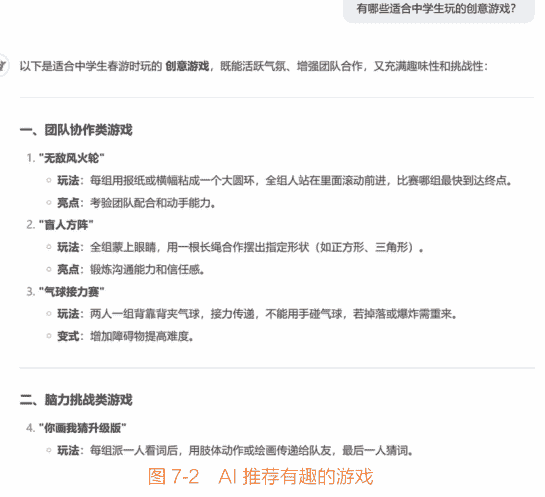 有哪些适合中学生玩的创意游戏?
以下是适合中学生春游时玩的 创意游戏，既能活跃气氛、增强团队合作，又充满趣味性和挑战性：
一、团队协作类游戏
1. "无敌风火轮"
玩法：每组用报纸或横幅粘成一个大圆环，全组人站在里面滚动前进，比赛哪组最快到达终点。
亮点：考验团队配合和动手能力。
2. "盲人方阵"
玩法：全组蒙上眼睛，用一根长绳合作摆出指定形状（如正方形、三角形）。
亮点：锻炼沟通能力和信任感。
3. "气球接力赛"
玩法：两人一组背靠背夹气球，接力传递，不能用手碰气球，若掉落或爆炸需重来。
变式：增加障碍物提高难度。
二、脑力挑战类游戏
4. "你画我猜升级版"
玩法：每组派一人看词后，用肢体动作或绘画传递给队友，最后一人猜词。
图 7-2 AI 推荐有趣的游戏